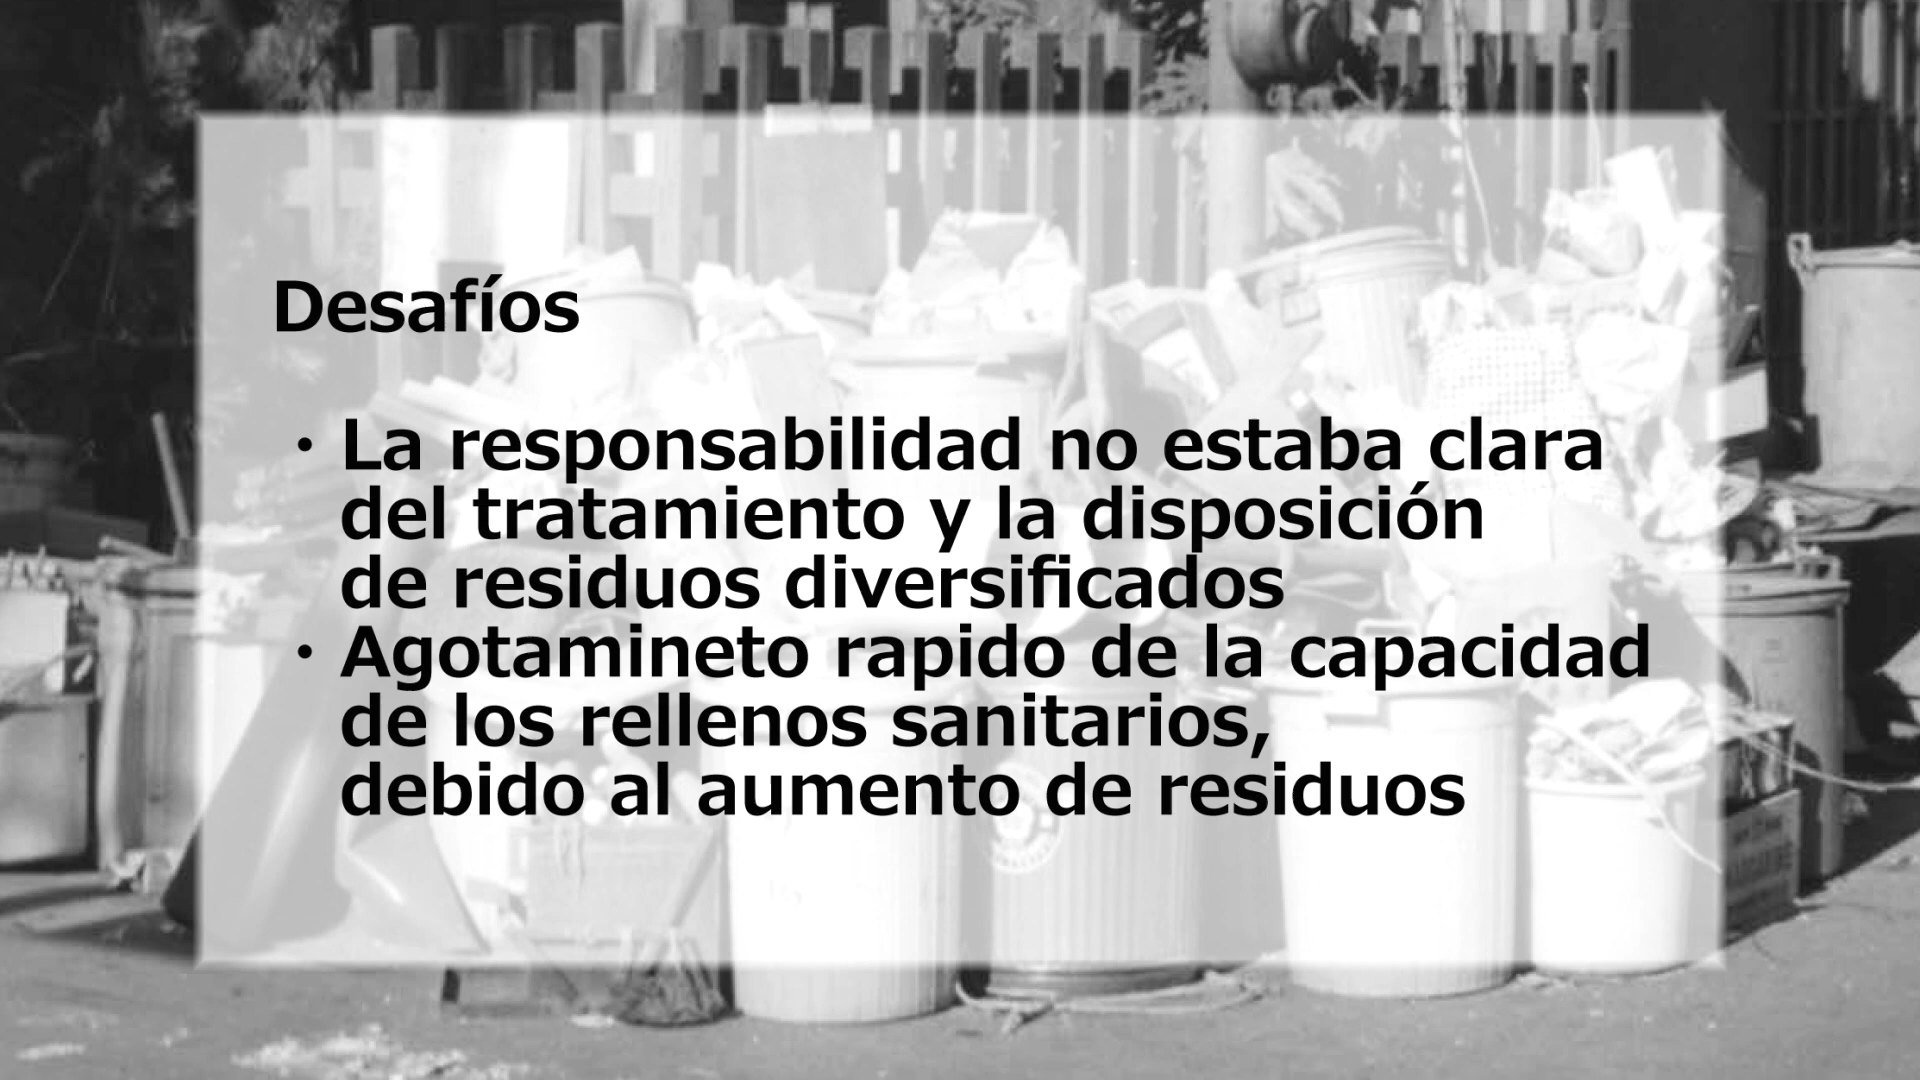 Desafíos
・La responsabilidad no estaba clara
del tratamiento y la disposición
de residuos diversificados
・Agotamineto rapido de la capacidad
de los rellenos sanitarios,
debido al aumento de residuos